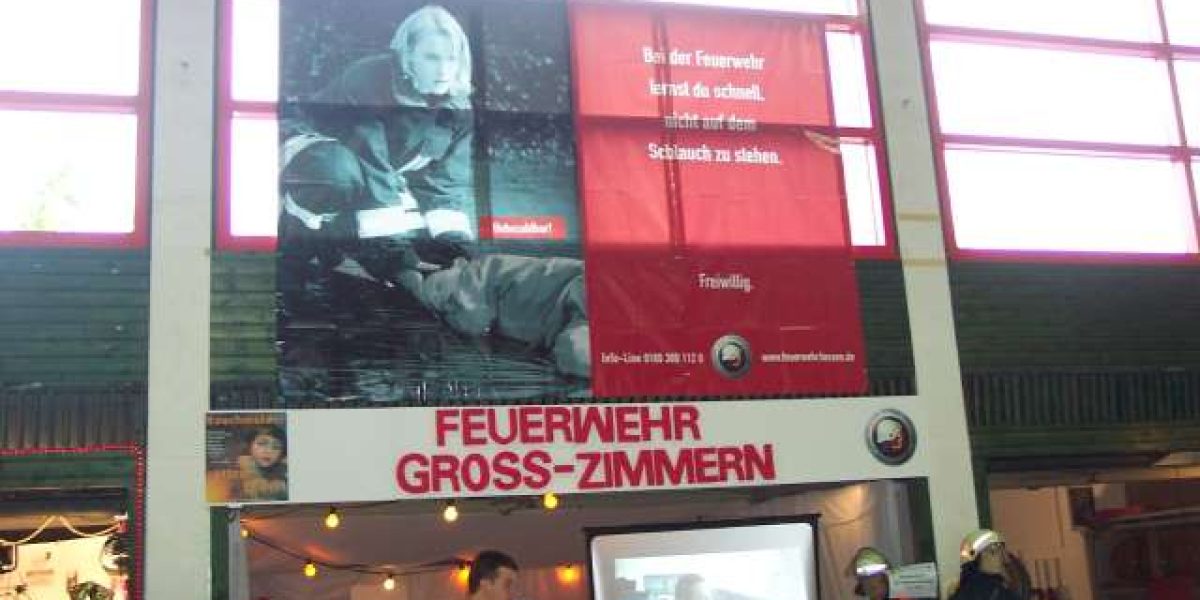 Bei der Feuerwehr
lernst du schnell,
nicht auf dem
Schlauch zu stehen.
Unbezahlbar!
Freiwillig.
FEUERWEHR
GROSS-ZIMMERN